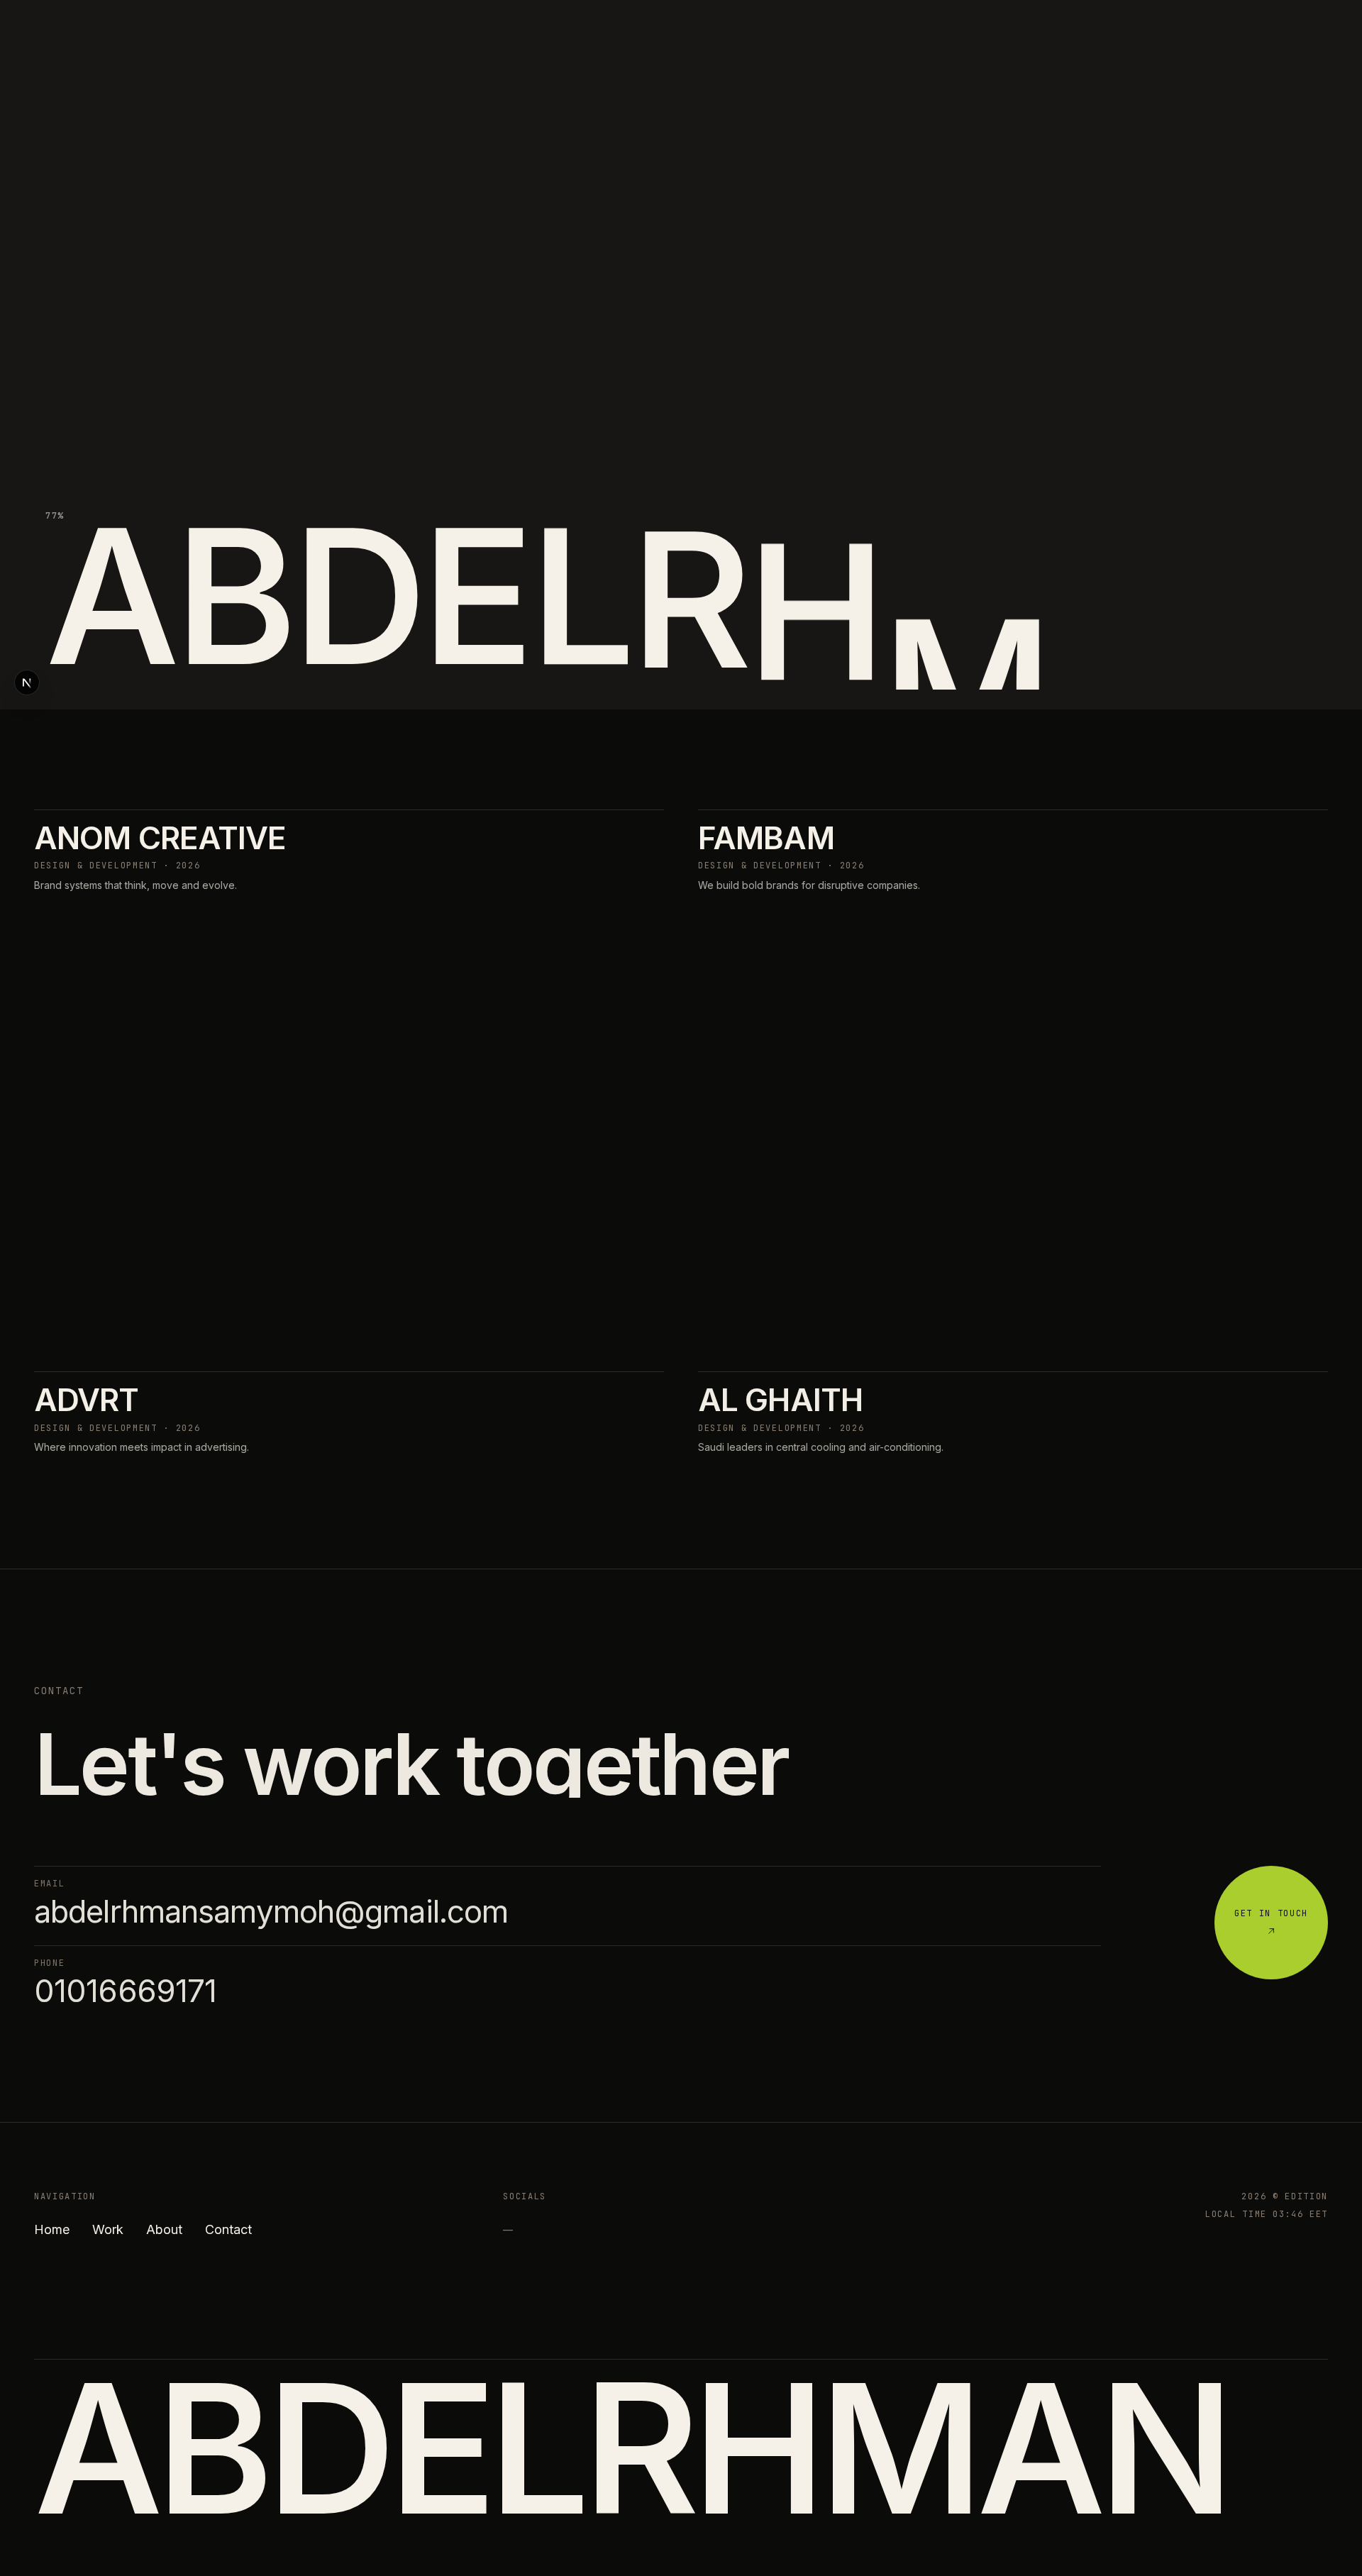 77%
ABDELRHM
N
ANOM CREATIVE
DESIGN & DEVELOPMENT · 2026
Brand systems that think, move and evolve.
FAMBAM
DESIGN & DEVELOPMENT · 2026
We build bold brands for disruptive companies.
ADVRT
DESIGN & DEVELOPMENT · 2026
Where innovation meets impact in advertising.
AL GHAITH
DESIGN & DEVELOPMENT · 2026
Saudi leaders in central cooling and air-conditioning.
CONTACT
Let's work together
EMAIL
abdelrhmansamymoh@gmail.com
PHONE
01016669171
GET IN TOUCH
↗
NAVIGATION
Home Work About Contact
SOCIALS
—
2026 © EDITION
LOCAL TIME 03:46 EET
ABDELRHMAN